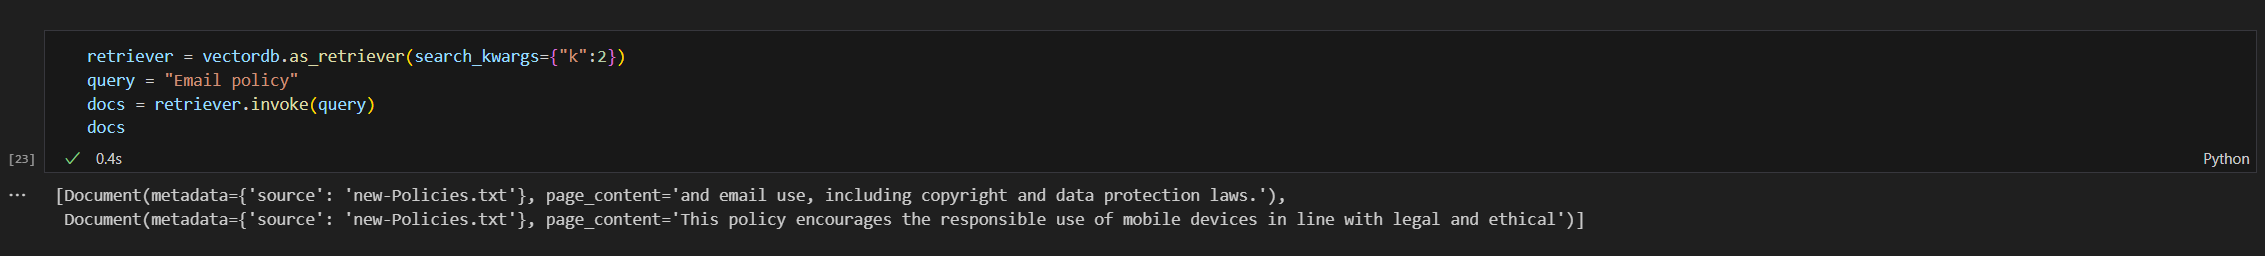 retriever = vectordb.as_retriever(search_kwargs={"k":2})
query = "Email policy"
docs = retriever.invoke(query)
docs
[23]
0.4s
Python
[Document(metadata={'source': 'new-Policies.txt'}, page_content='and email use, including copyright and data protection laws.'),
Document(metadata={'source': 'new-Policies.txt'}, page_content='This policy encourages the responsible use of mobile devices in line with legal and ethical')]